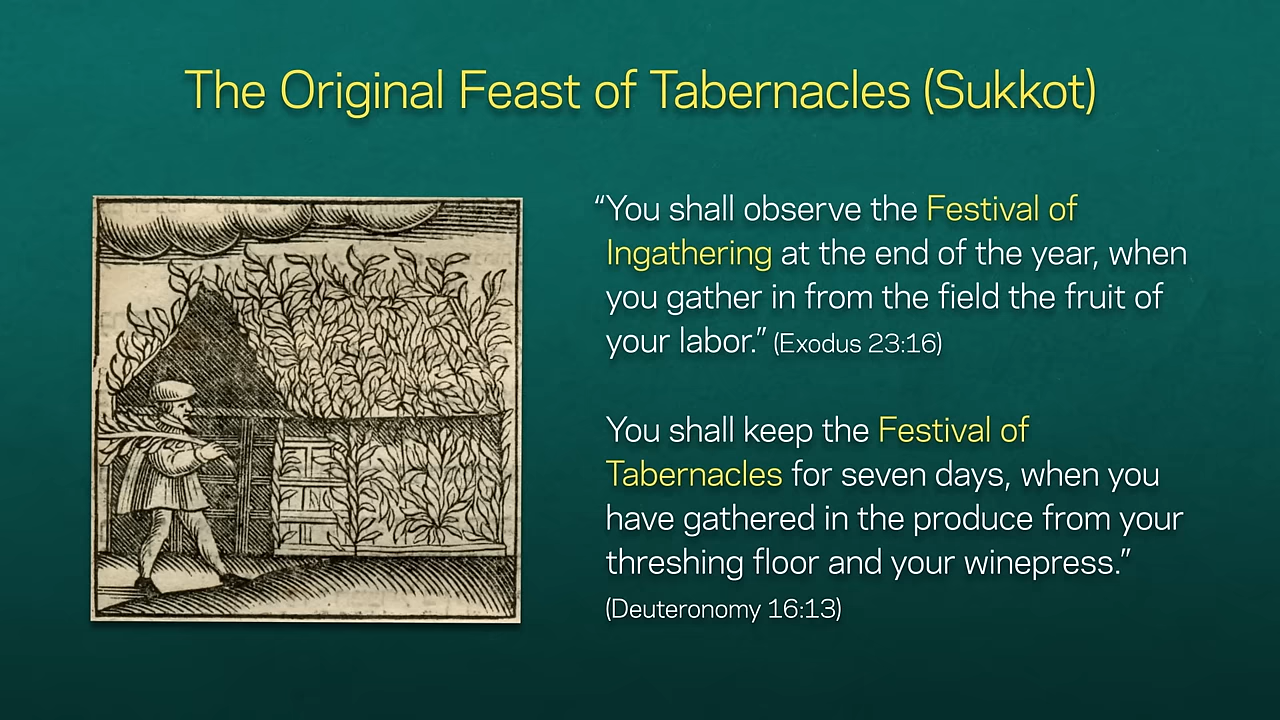 The Original Feast of Tabernacles (Sukkot)
“You shall observe the Festival of
Ingathering at the end of the year, when
you gather in from the field the fruit of
your labor.” (Exodus 23:16)
You shall keep the Festival of
Tabernacles for seven days, when you
have gathered in the produce from your
threshing floor and your winepress.”
(Deuteronomy 16:13)